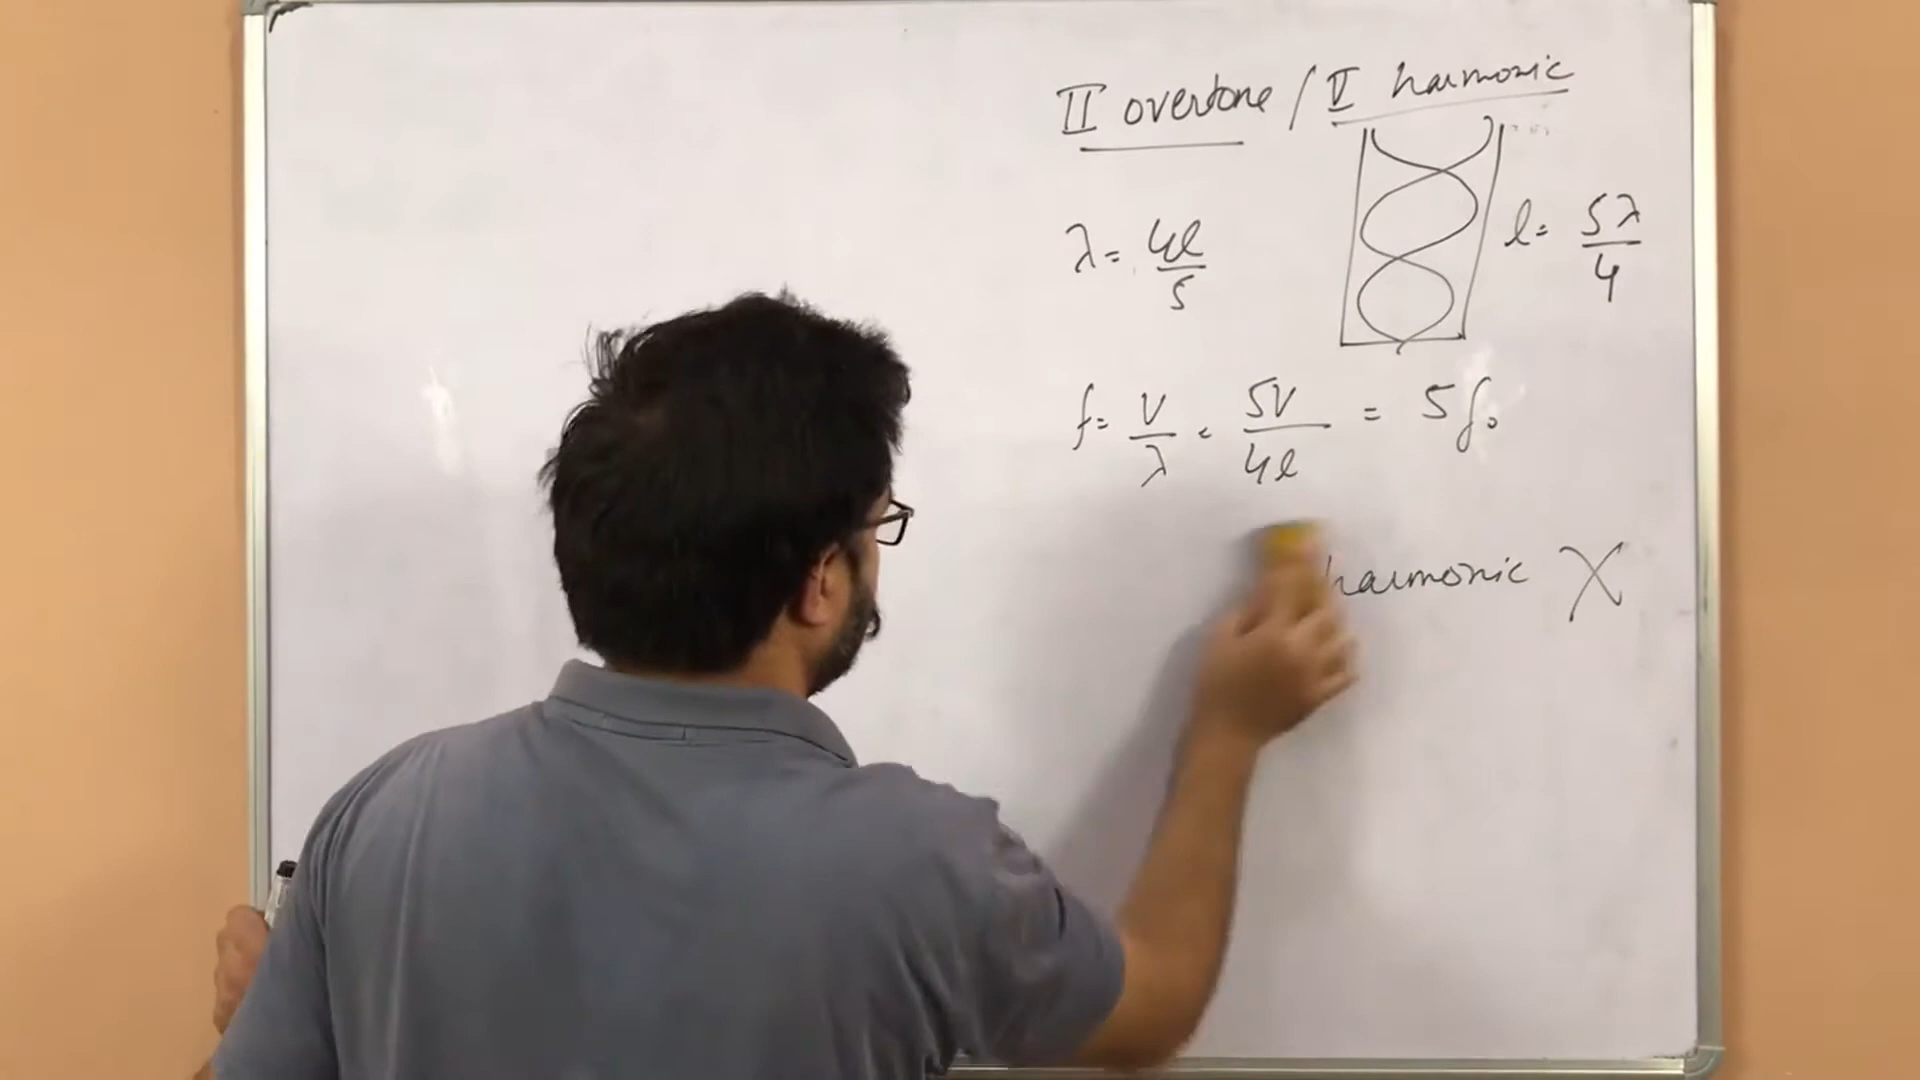 II overtone / V harmonic
λ = 4l/5
l = 5λ/4
f = v/λ = 5v/4l = 5f₀
harmonic X